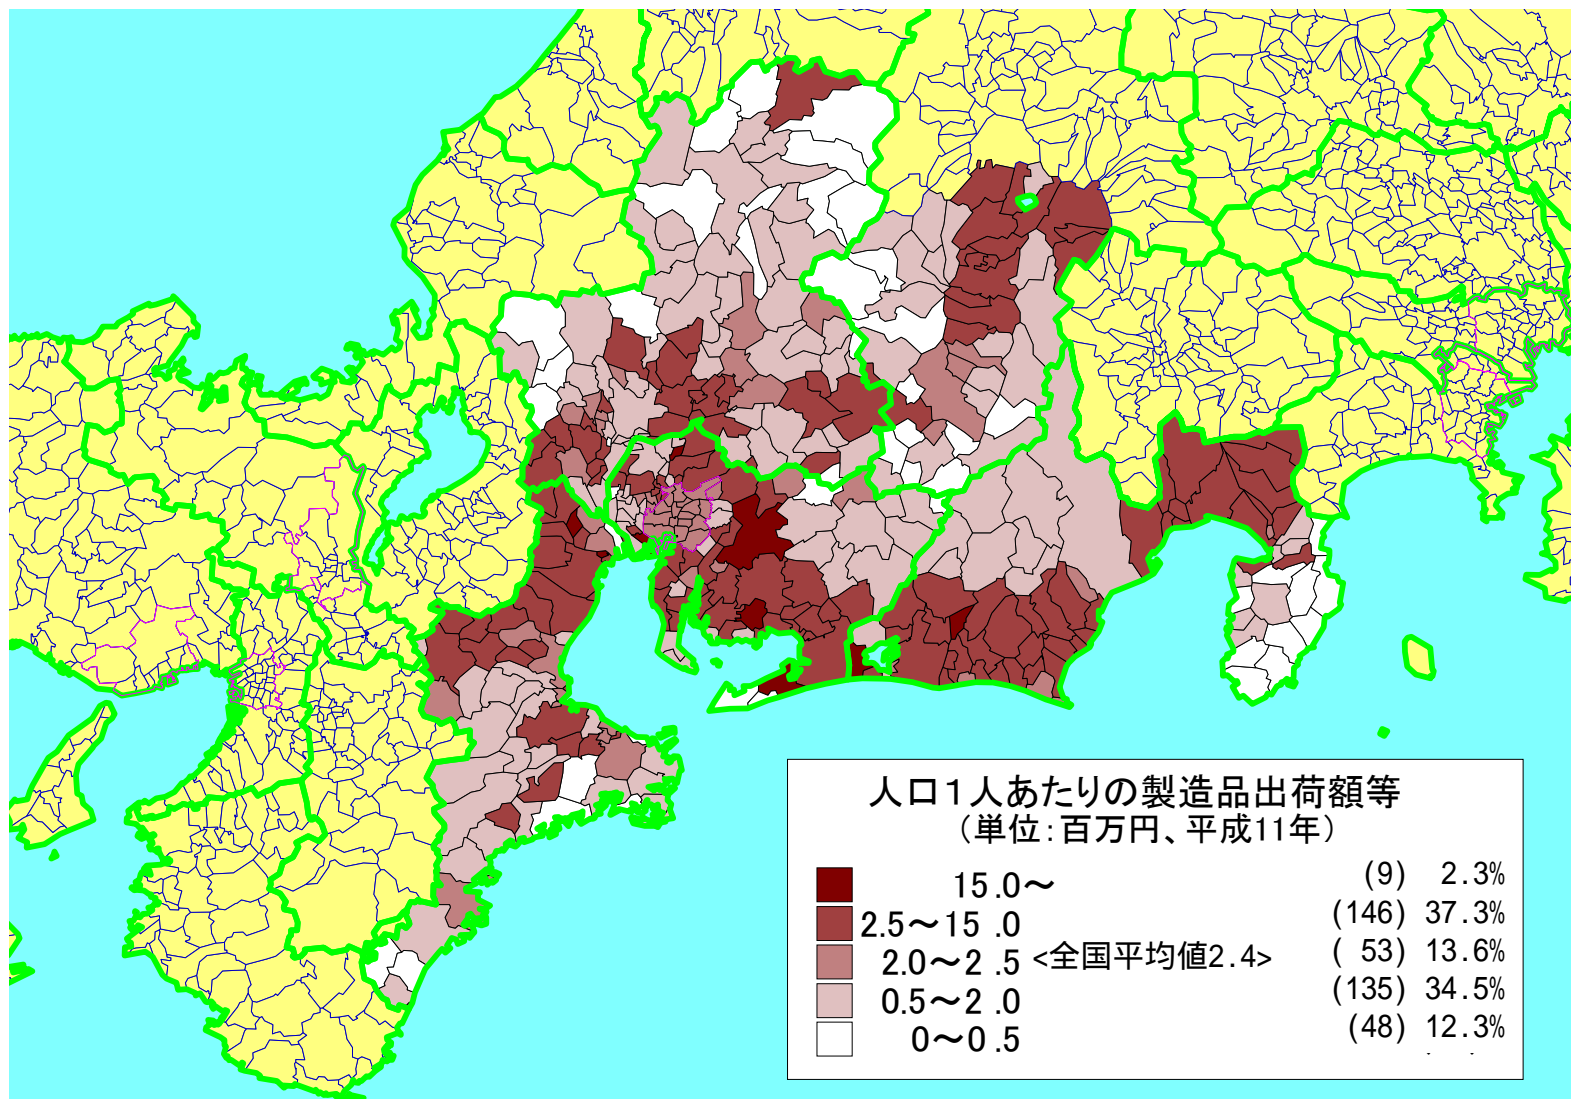 人口１人あたりの製造品出荷額等
（単位：百万円、平成11年）
15.0～ (9) 2.3%
2.5～15 .0 (146) 37.3%
2.0～2 .5 <全国平均値2.4> ( 53) 13.6%
0.5～2 .0 (135) 34.5%
0～0 .5 (48) 12.3%